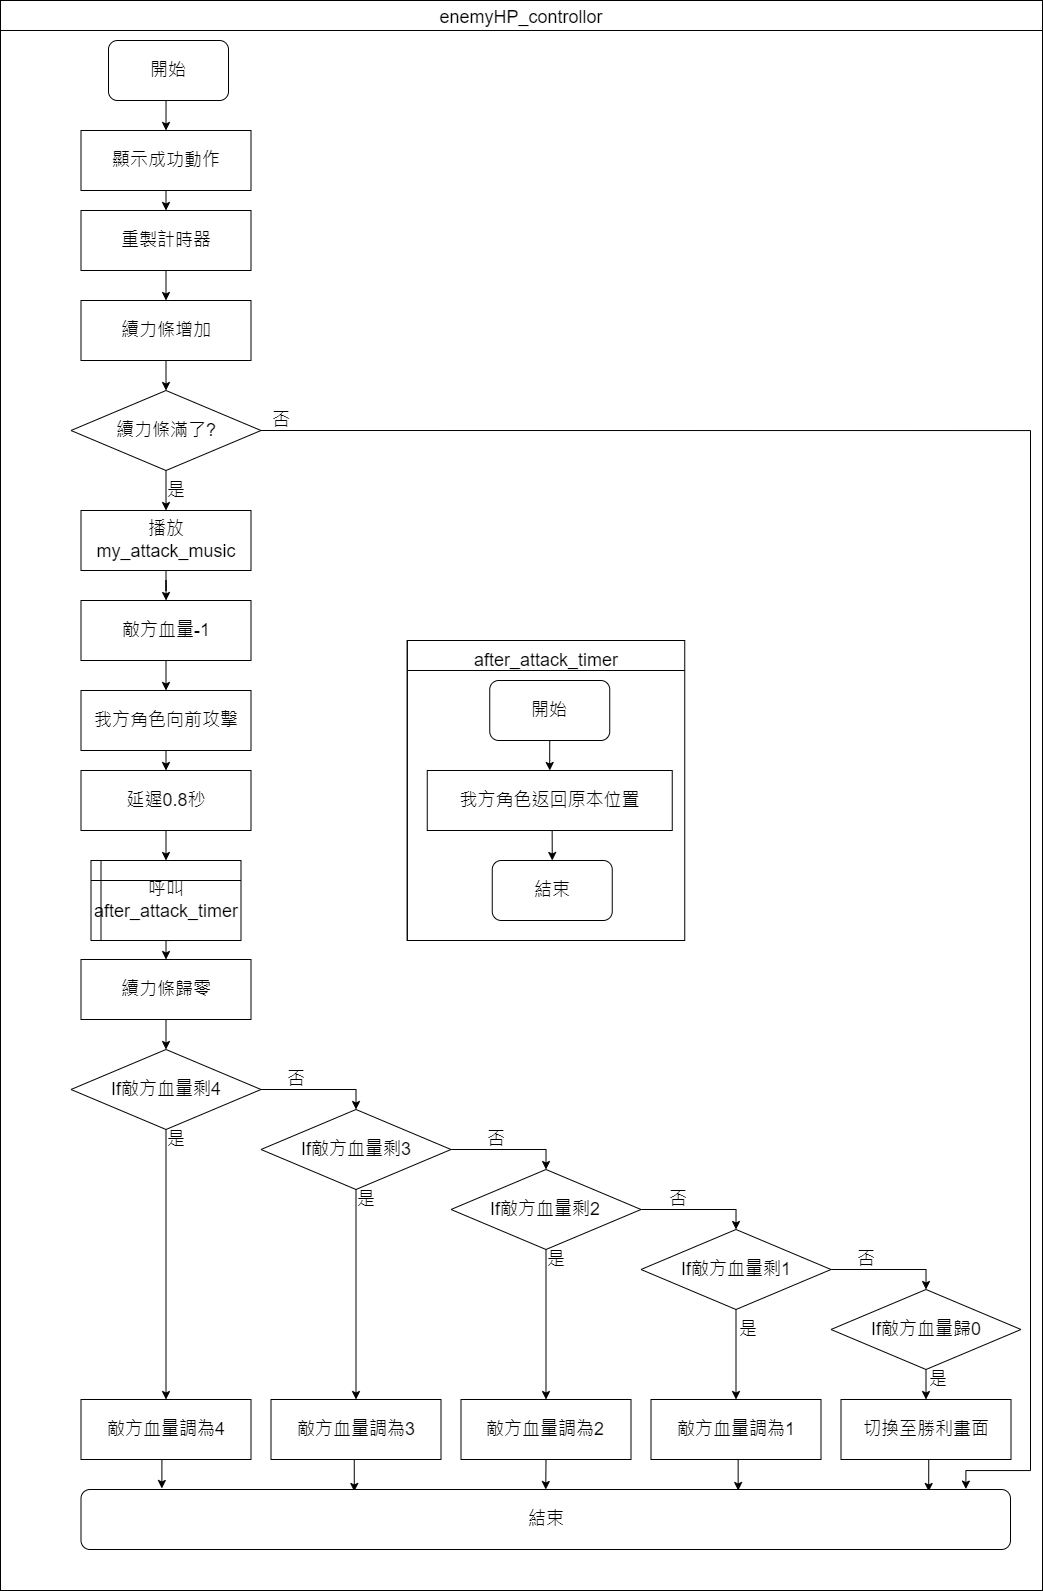 enemyHP_controllor
開始
顯示成功動作
重製計時器
續力條增加
續力條滿了?
否
是
播放
my_attack_music
敵方血量-1
我方角色向前攻擊
延遲0.8秒
呼叫
after_attack_timer
續力條歸零
after_attack_timer
開始
我方角色返回原本位置
結束
If敵方血量剩4
否
是
If敵方血量剩3
否
是
If敵方血量剩2
否
是
If敵方血量剩1
否
是
If敵方血量歸0
是
敵方血量調為4
敵方血量調為3
敵方血量調為2
敵方血量調為1
切換至勝利畫面
結束